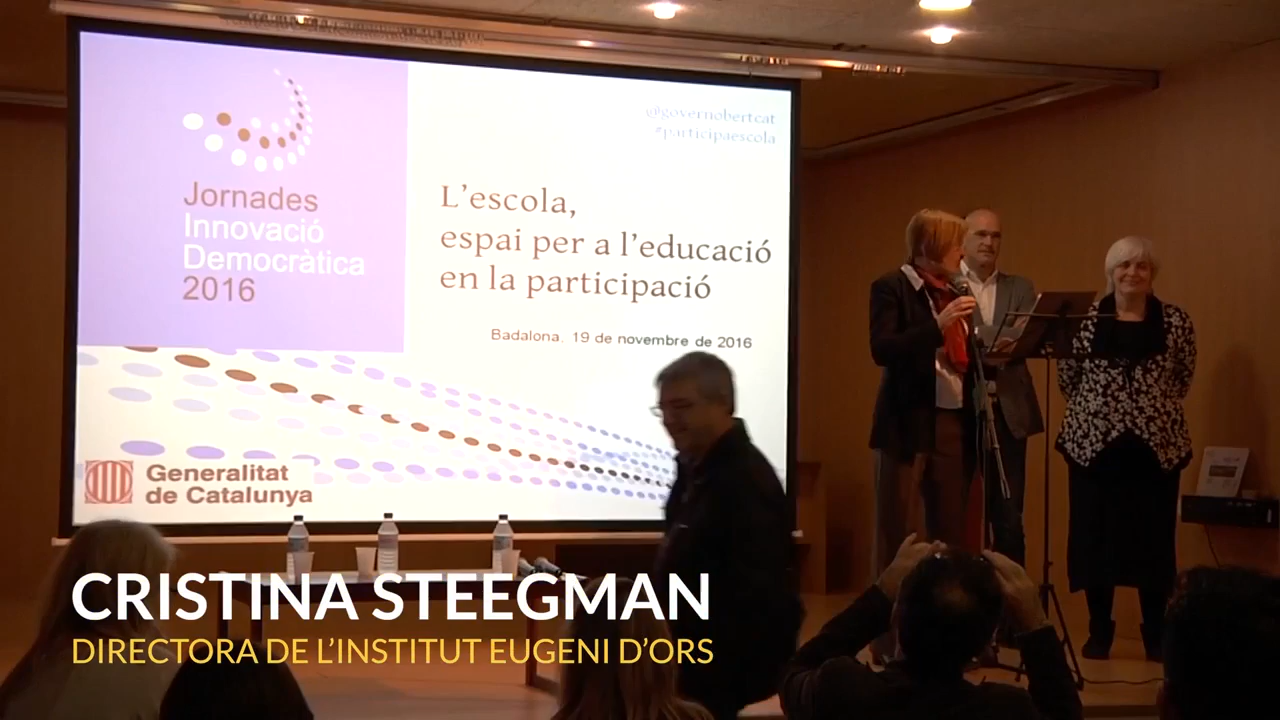 @governobertcat
#participaescola
Jornades
Innovació
Democràtica
2016
L'escola,
espai per a l'educació
en la participació
Badalona, 19 de novembre de 2016
Generalitat
de Catalunya
CRISTINA STEEGMAN
DIRECTORA DE L'INSTITUT EUGENI D'ORS